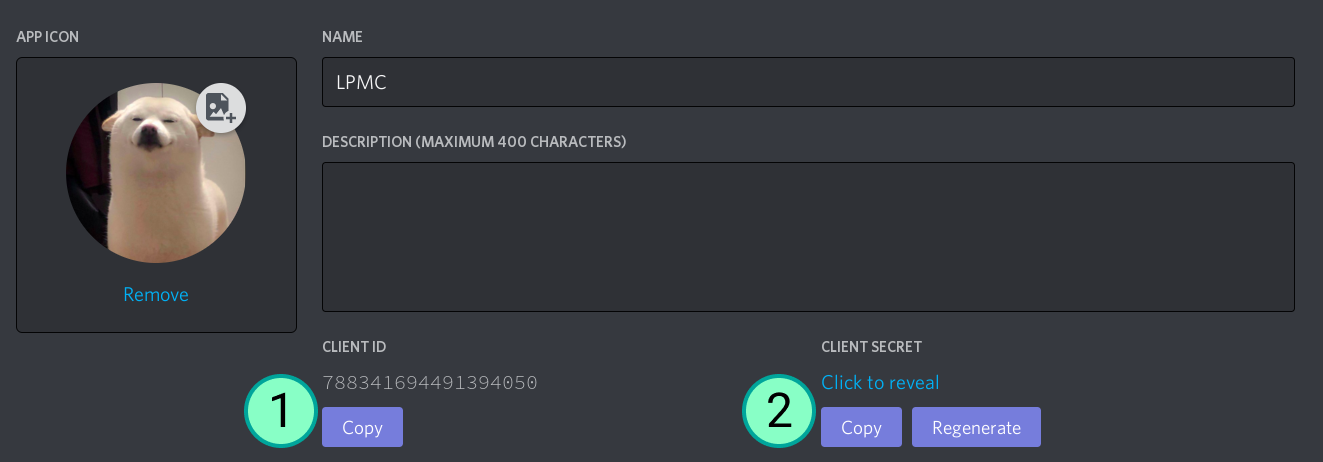 APP ICON
NAME
LPMC
DESCRIPTION (MAXIMUM 400 CHARACTERS)
Remove
CLIENT ID
788341694491394050
1
Copy
CLIENT SECRET
Click to reveal
2
Copy
Regenerate